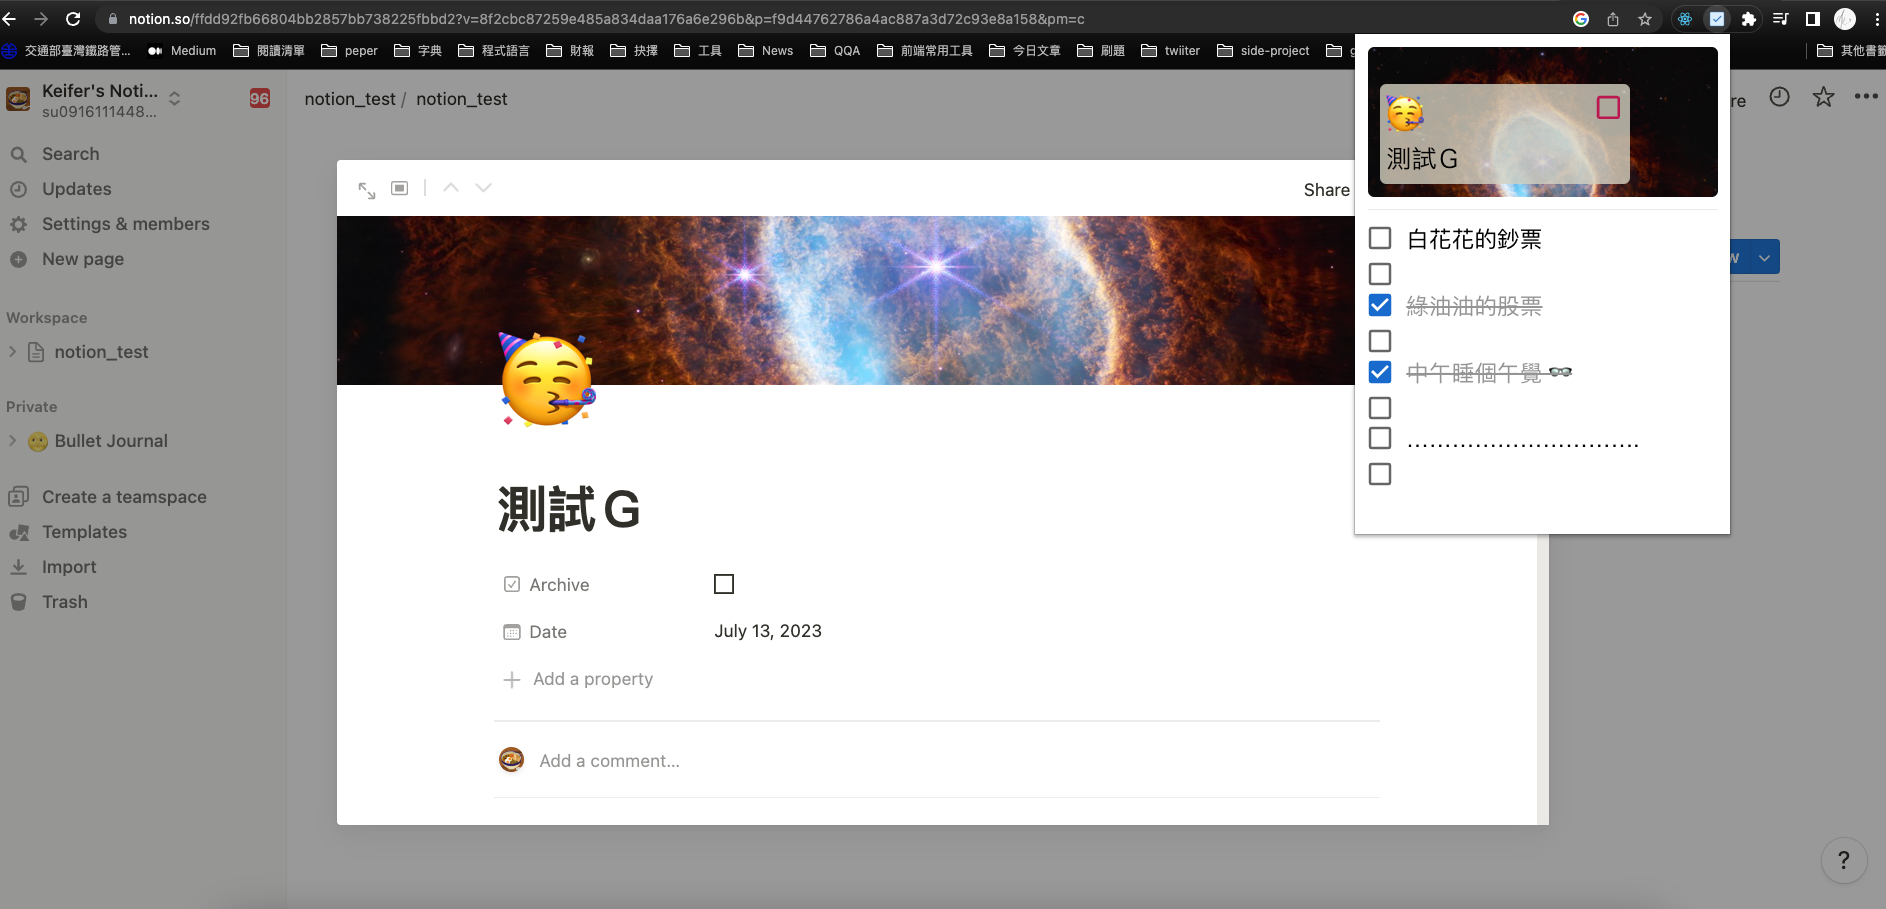 notion.so/ffdd92fb66804bb2857bb738225fbbd2?v=8f2cbc87259e485a834daa176a6e296b&p=f9d44762786a4ac887a3d72c93e8a158&pm=c
交通部臺灣鐵路管... Medium 閱讀清單 peper 字典 程式語言 財報 抉擇 工具 News QQA 前端常用工具 今日文章 刷題 twiiter side-project g 其他書籤
Keifer's Noti...
su0916111448...
96
notion_test / notion_test
re
Search
Updates
Settings & members
New page
Workspace
notion_test
Private
Bullet Journal
Create a teamspace
Templates
Import
Trash
Share
測試G
Archive
Date July 13, 2023
Add a property
Add a comment...
測試G
白花花的鈔票
綠油油的股票
中午睡個午覺
...............................
w
?